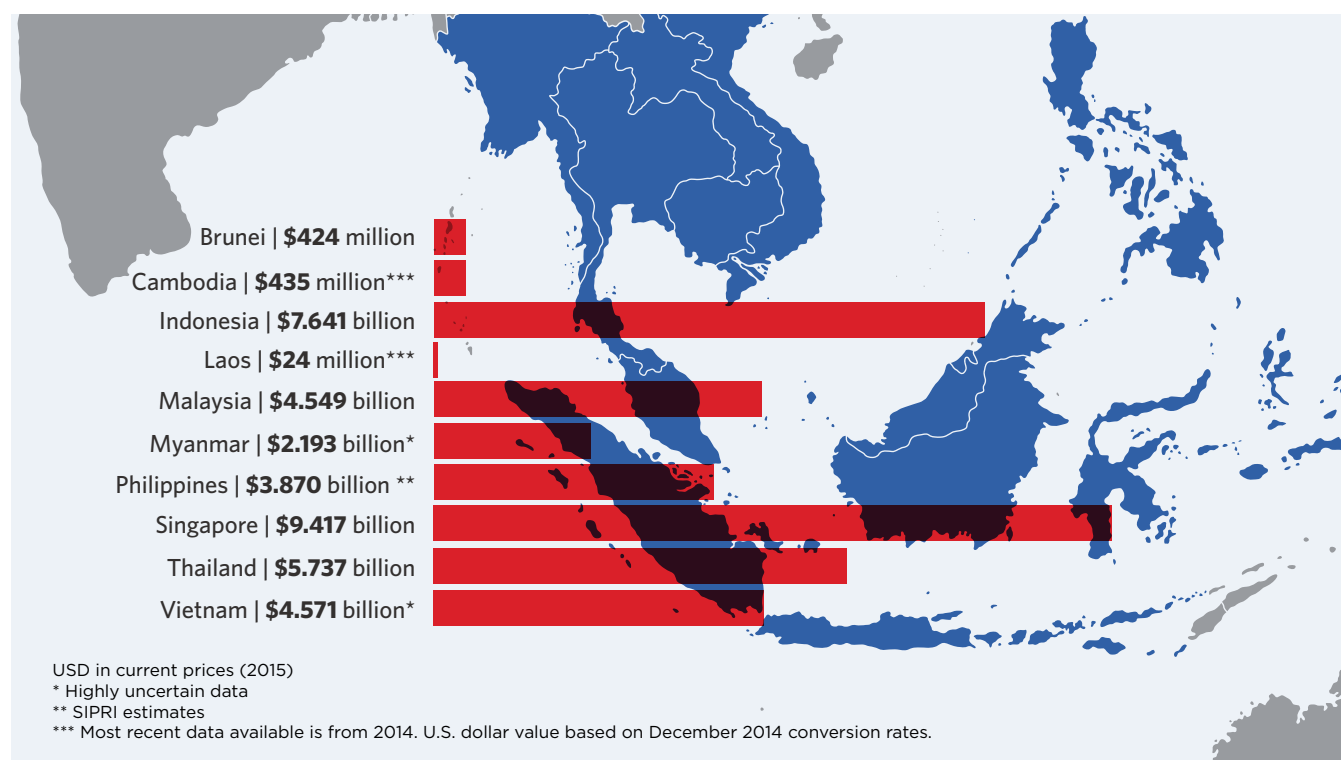 Brunei | $424 million
Cambodia | $435 million***
Indonesia | $7.641 billion
Laos | $24 million***
Malaysia | $4.549 billion
Myanmar | $2.193 billion*
Philippines | $3.870 billion **
Singapore | $9.417 billion
Thailand | $5.737 billion
Vietnam | $4.571 billion*
USD in current prices (2015)
* Highly uncertain data
** SIPRI estimates
*** Most recent data available is from 2014. U.S. dollar value based on December 2014 conversion rates.